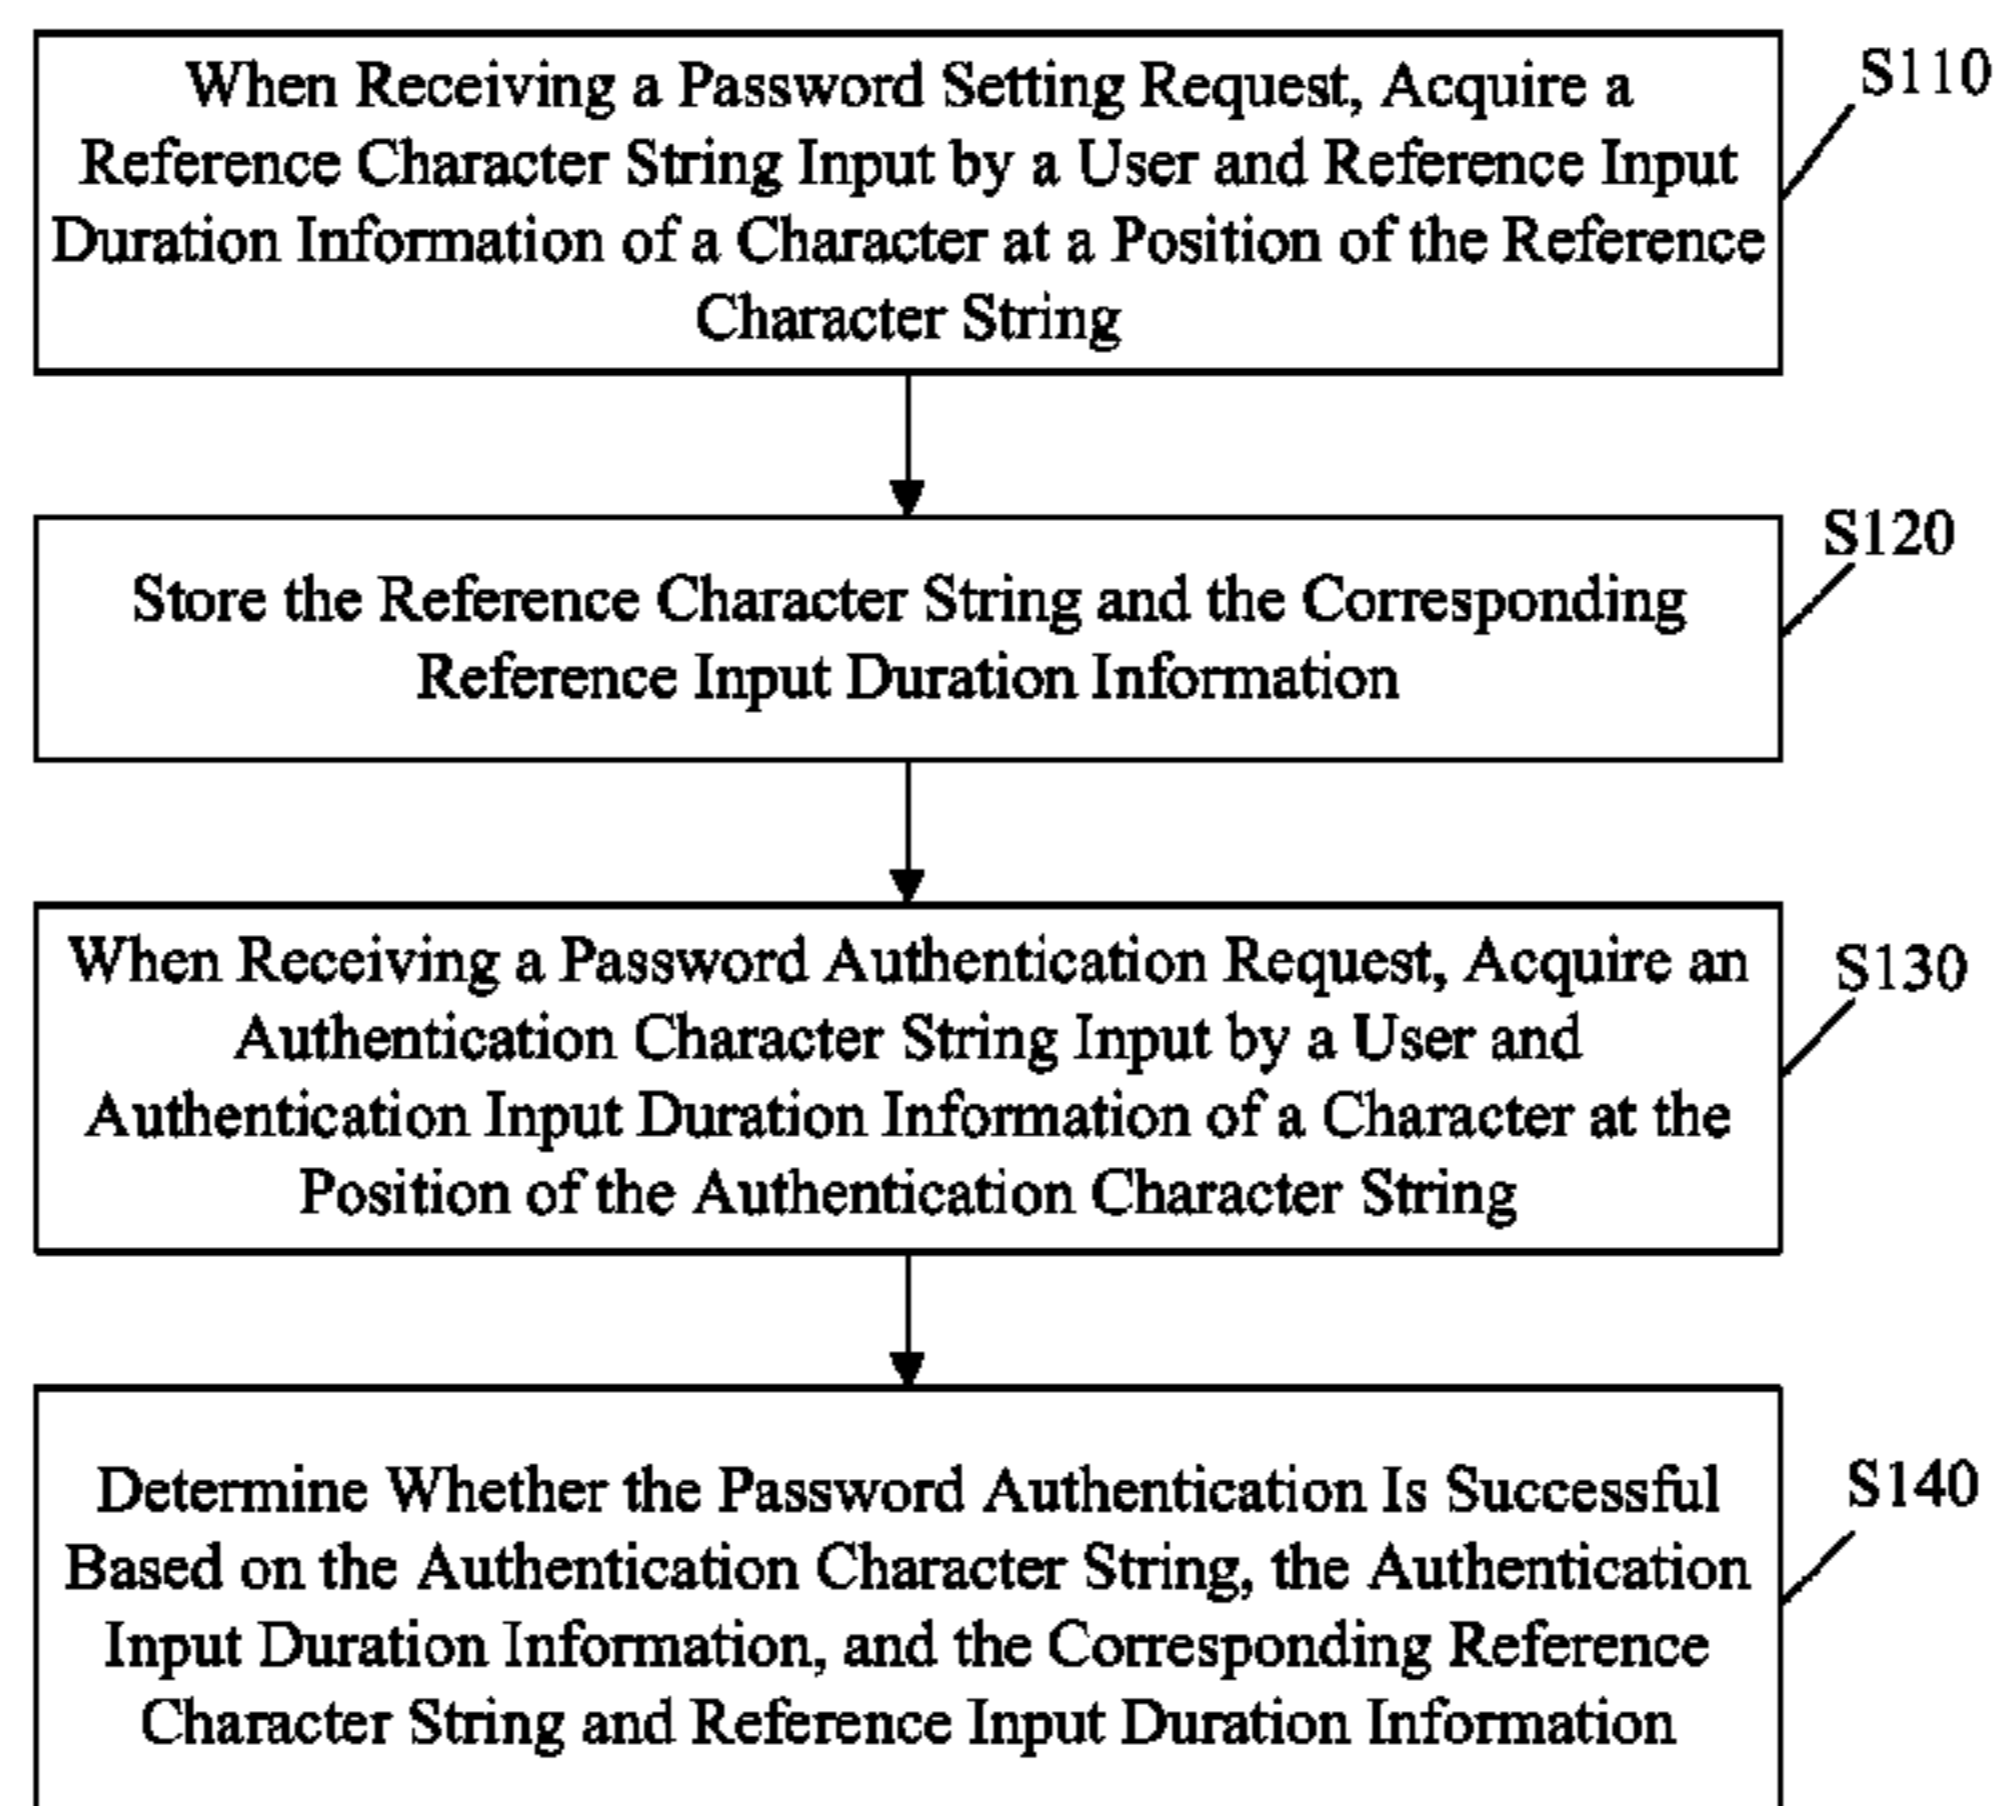 When Receiving a Password Setting Request, Acquire a
Reference Character String Input by a User and Reference Input
Duration Information of a Character at a Position of the Reference
Character String
S110
Store the Reference Character String and the Corresponding
Reference Input Duration Information
S120
When Receiving a Password Authentication Request, Acquire an
Authentication Character String Input by a User and
Authentication Input Duration Information of a Character at the
Position of the Authentication Character String
S130
Determine Whether the Password Authentication Is Successful
Based on the Authentication Character String, the Authentication
Input Duration Information, and the Corresponding Reference
Character String and Reference Input Duration Information
S140